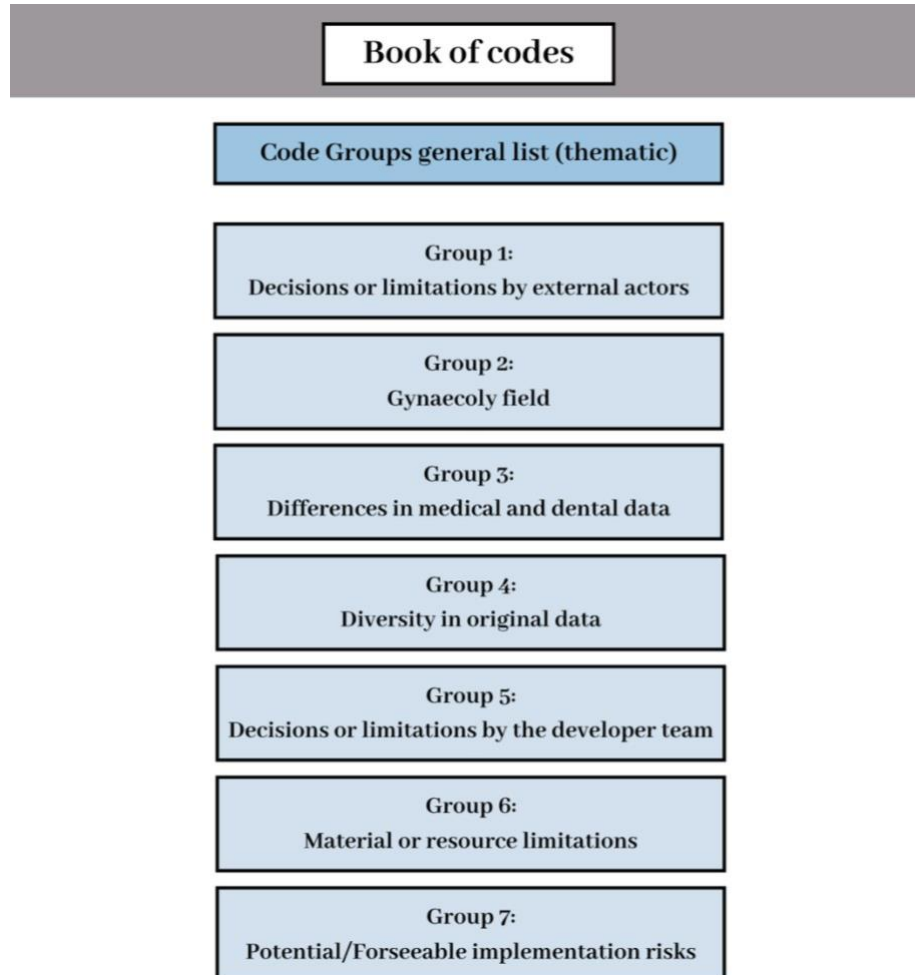 Book of codes
Code Groups general list (thematic)
Group 1:
Decisions or limitations by external actors
Group 2:
Gynaecoly field
Group 3:
Differences in medical and dental data
Group 4:
Diversity in original data
Group 5:
Decisions or limitations by the developer team
Group 6:
Material or resource limitations
Group 7:
Potential/Forseeable implementation risks